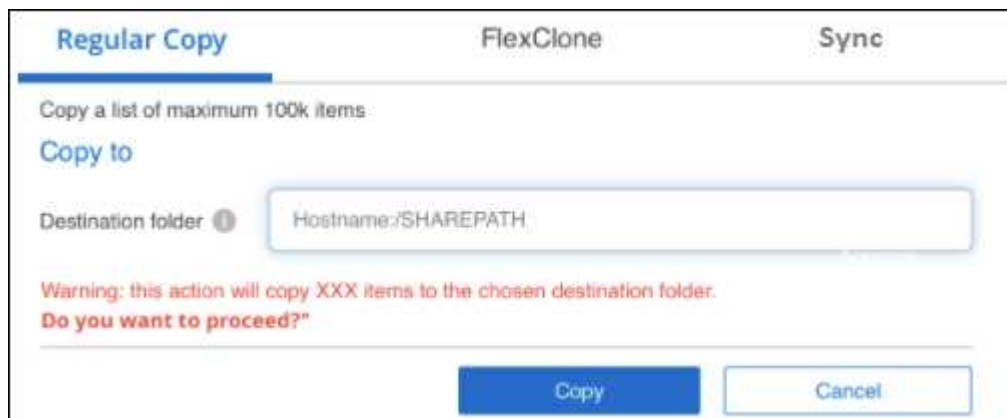 Regular Copy FlexClone Sync
Copy a list of maximum 100k items
Copy to
Destination folder i Hostname:/SHAREPATH
Warning: this action will copy XXX items to the chosen destination folder.
Do you want to proceed?"
Copy Cancel